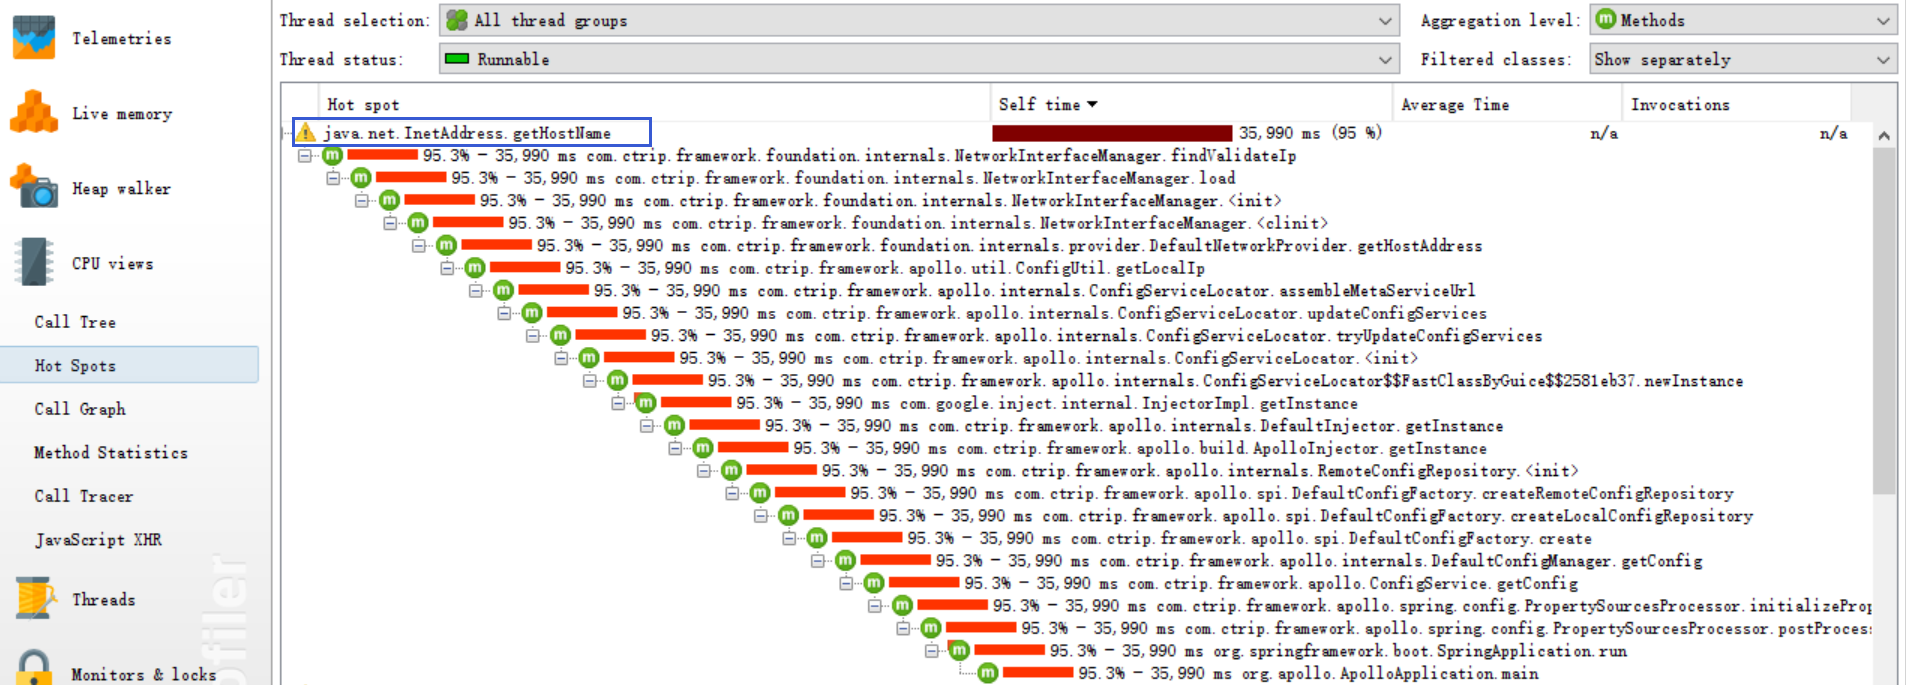 Thread selection: All thread groups Aggregation level: Methods
Thread status: Runnable Filtered classes: Show separately
Telemetries
Live memory
Heap walker
CPU views
Call Tree
Hot Spots
Call Graph
Method Statistics
Call Tracer
JavaScript XHR
Threads
Monitors & locks
ofiler
Hot spot Self time Average Time Invocations
java.net.InetAddress.getHostName 35,990 ms (95 %) n/a n/a
95.3% - 35,990 ms com.ctrip.framework.foundation.internals.NetworkInterfaceManager.findValidateIp
95.3% - 35,990 ms com.ctrip.framework.foundation.internals.NetworkInterfaceManager.load
95.3% - 35,990 ms com.ctrip.framework.foundation.internals.NetworkInterfaceManager.<init>
95.3% - 35,990 ms com.ctrip.framework.foundation.internals.NetworkInterfaceManager.<clinit>
95.3% - 35,990 ms com.ctrip.framework.foundation.internals.provider.DefaultNetworkProvider.getHostAddress
95.3% - 35,990 ms com.ctrip.framework.apollo.util.ConfigUtil.getLocalIp
95.3% - 35,990 ms com.ctrip.framework.apollo.internals.ConfigServiceLocator.assembleMetaServiceUrl
95.3% - 35,990 ms com.ctrip.framework.apollo.internals.ConfigServiceLocator.updateConfigServices
95.3% - 35,990 ms com.ctrip.framework.apollo.internals.ConfigServiceLocator.tryUpdateConfigServices
95.3% - 35,990 ms com.ctrip.framework.apollo.internals.ConfigServiceLocator.<init>
95.3% - 35,990 ms com.ctrip.framework.apollo.internals.ConfigServiceLocator$$FastClassByGuice$$2581eb37.newInstance
95.3% - 35,990 ms com.google.inject.internal.InjectorImpl.getInstance
95.3% - 35,990 ms com.ctrip.framework.apollo.internals.DefaultInjector.getInstance
95.3% - 35,990 ms com.ctrip.framework.apollo.build.ApolloInjector.getInstance
95.3% - 35,990 ms com.ctrip.framework.apollo.internals.RemoteConfigRepository.<init>
95.3% - 35,990 ms com.ctrip.framework.apollo.spi.DefaultConfigFactory.createRemoteConfigRepository
95.3% - 35,990 ms com.ctrip.framework.apollo.spi.DefaultConfigFactory.createLocalConfigRepository
95.3% - 35,990 ms com.ctrip.framework.apollo.spi.DefaultConfigFactory.create
95.3% - 35,990 ms com.ctrip.framework.apollo.internals.DefaultConfigManager.getConfig
95.3% - 35,990 ms com.ctrip.framework.apollo.ConfigService.getConfig
95.3% - 35,990 ms com.ctrip.framework.apollo.spring.config.PropertySourcesProcessor.initializeProp
95.3% - 35,990 ms com.ctrip.framework.apollo.spring.config.PropertySourcesProcessor.postProces
95.3% - 35,990 ms org.springframework.boot.SpringApplication.run
95.3% - 35,990 ms org.apollo.ApolloApplication.main